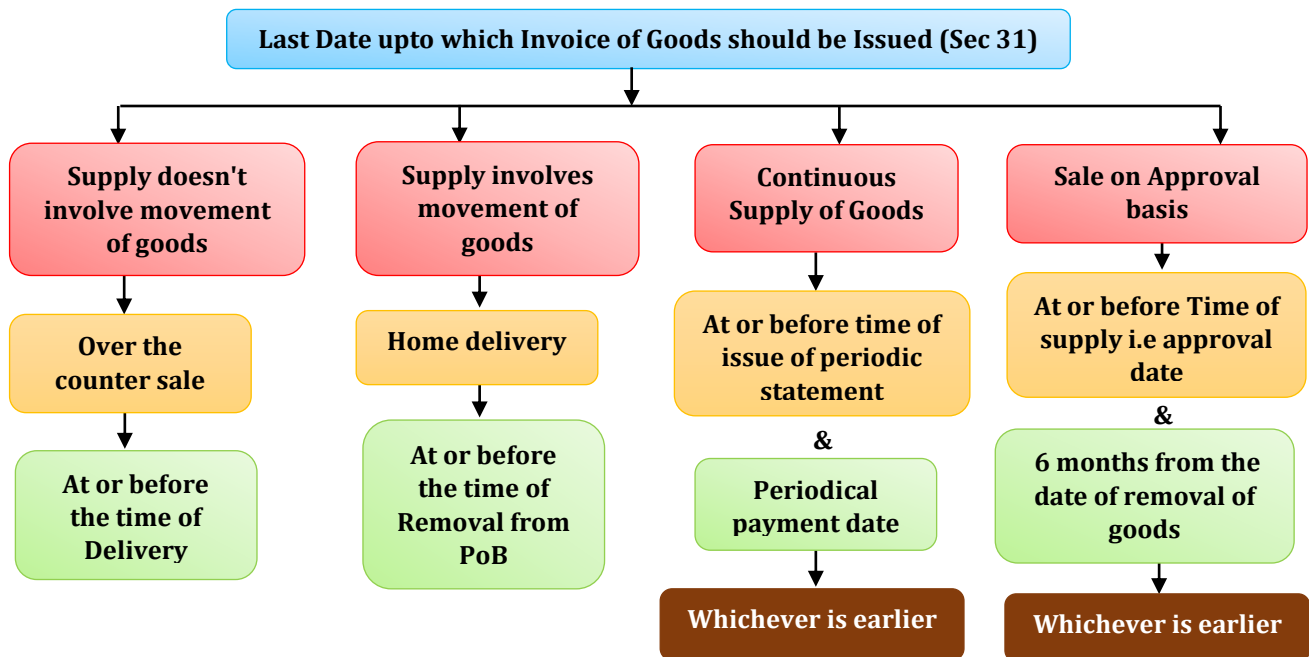 Last Date upto which Invoice of Goods should be Issued (Sec 31)
Supply doesn't
involve movement
of goods
Over the
counter sale
At or before
the time of
Delivery
Supply involves
movement of
goods
Home delivery
At or before
the time of
Removal from
PoB
Continuous
Supply of Goods
At or before time of
issue of periodic
statement
&
Periodical
payment date
Whichever is earlier
Sale on Approval
basis
At or before Time of
supply i.e approval
date
&
6 months from the
date of removal of
goods
Whichever is earlier